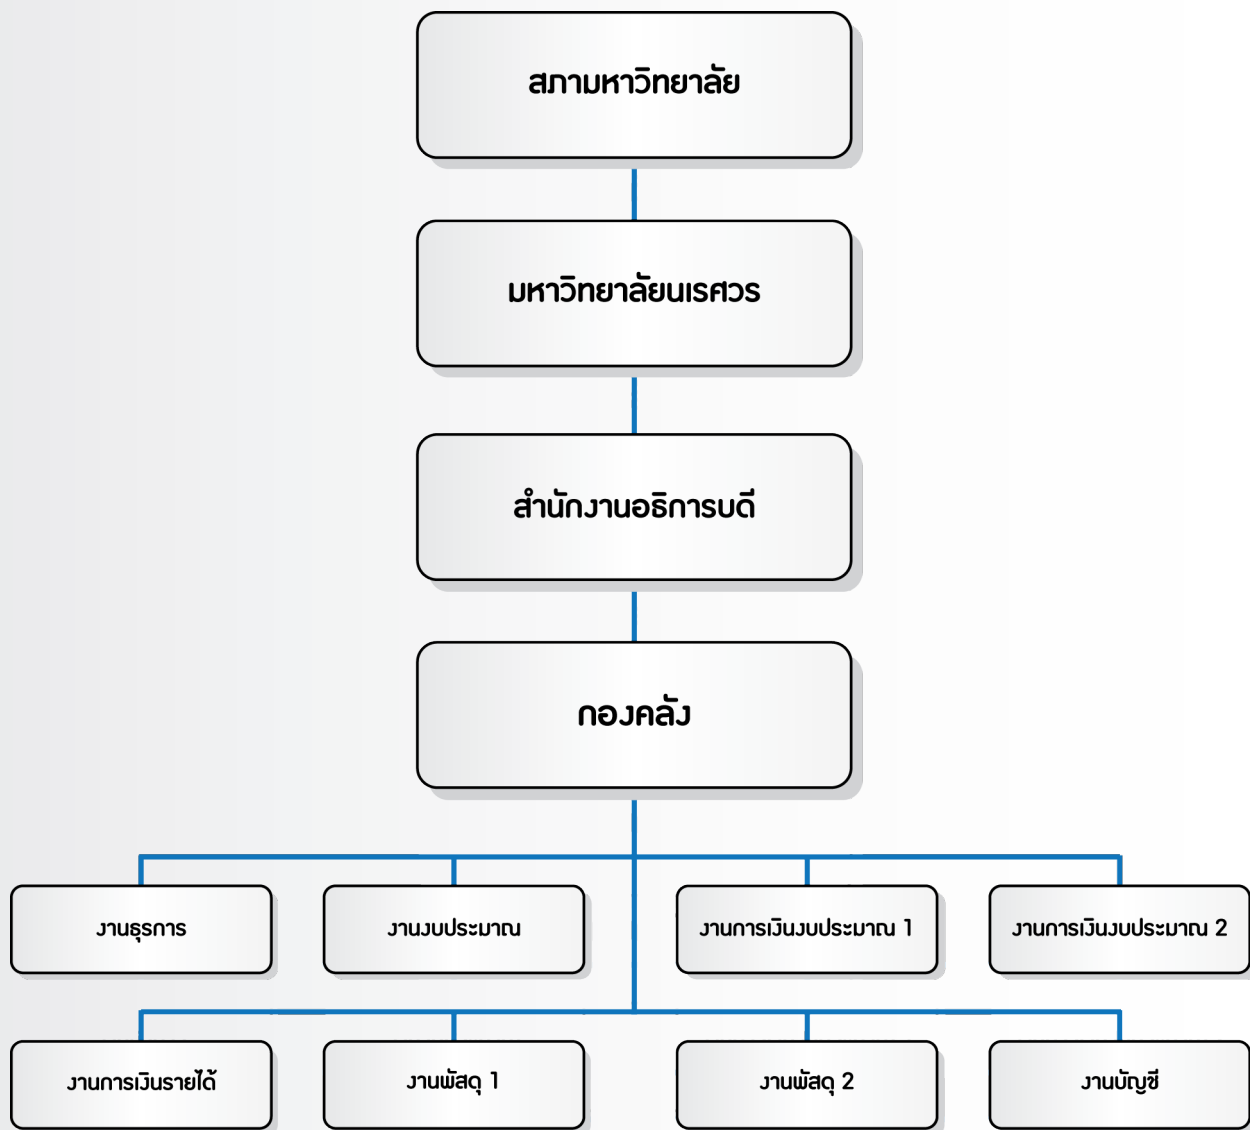 สภามหาวิทยาลัย
มหาวิทยาลัยนเรศวร
สำนักงานอธิการบดี
กองคลัง
งานธุรการ
งานงบประมาณ
งานการเงินงบประมาณ 1
งานการเงินงบประมาณ 2
งานการเงินรายได้
งานพัสดุ 1
งานพัสดุ 2
งานบัญชี